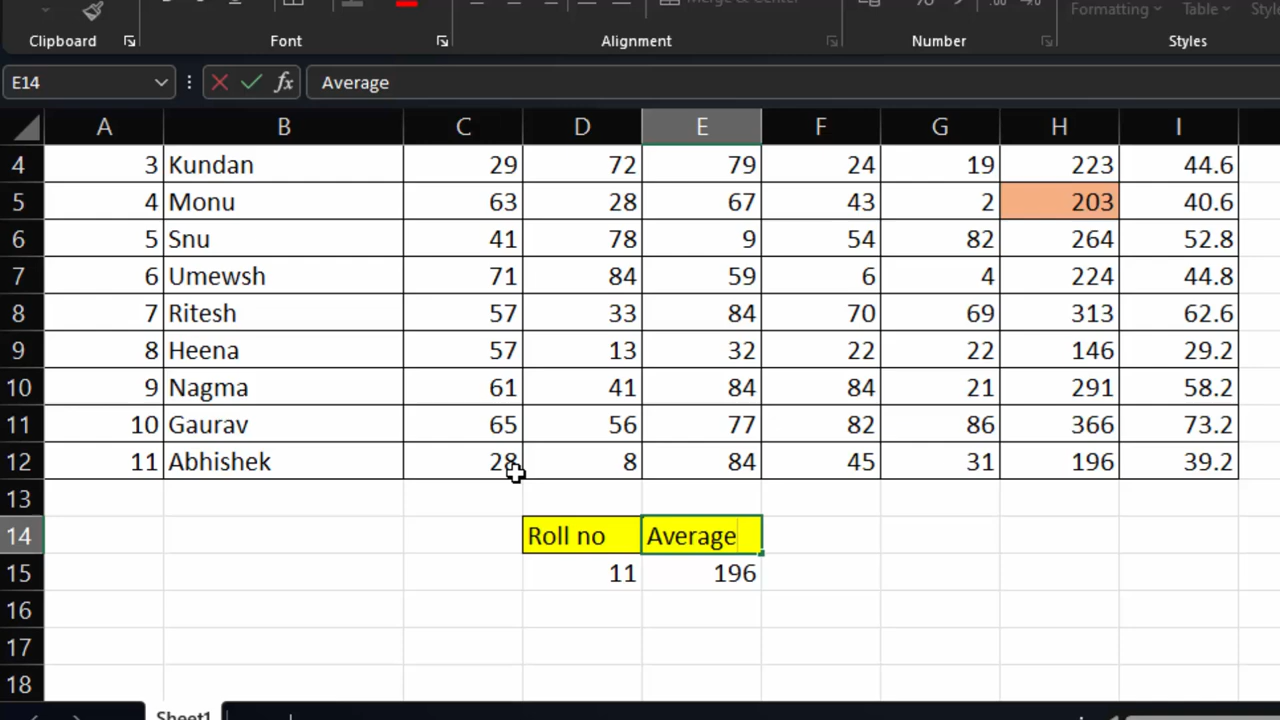 Merge & Center
Formatting
Table
Clipboard
Font
Alignment
Number
Styles
E14
fx
Average
A B C D E F G H I
4 3 Kundan 29 72 79 24 19 223 44.6
5 4 Monu 63 28 67 43 2 203 40.6
6 5 Snu 41 78 9 54 82 264 52.8
7 6 Umewsh 71 84 59 6 4 224 44.8
8 7 Ritesh 57 33 84 70 69 313 62.6
9 8 Heena 57 13 32 22 22 146 29.2
10 9 Nagma 61 41 84 84 21 291 58.2
11 10 Gaurav 65 56 77 82 86 366 73.2
12 11 Abhishek 28 8 84 45 31 196 39.2
13
14 Roll no Average
15 11 196
16
17
18
Sheet1